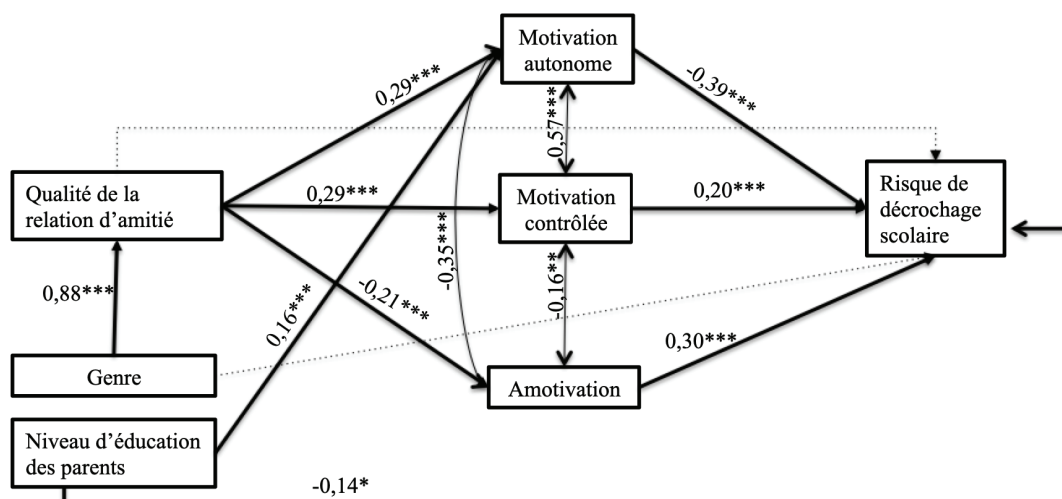 Motivation
autonome
0,29***
-0,39***
0,57***
Qualité de la
relation d'amitié
0,29***
Motivation
contrôlée
0,20***
Risque de
décrochage
scolaire
-0,35***
0,88***
-0,21***
-0,16**
0,16***
0,30***
Genre
Amotivation
Niveau d'éducation
des parents
-0,14*